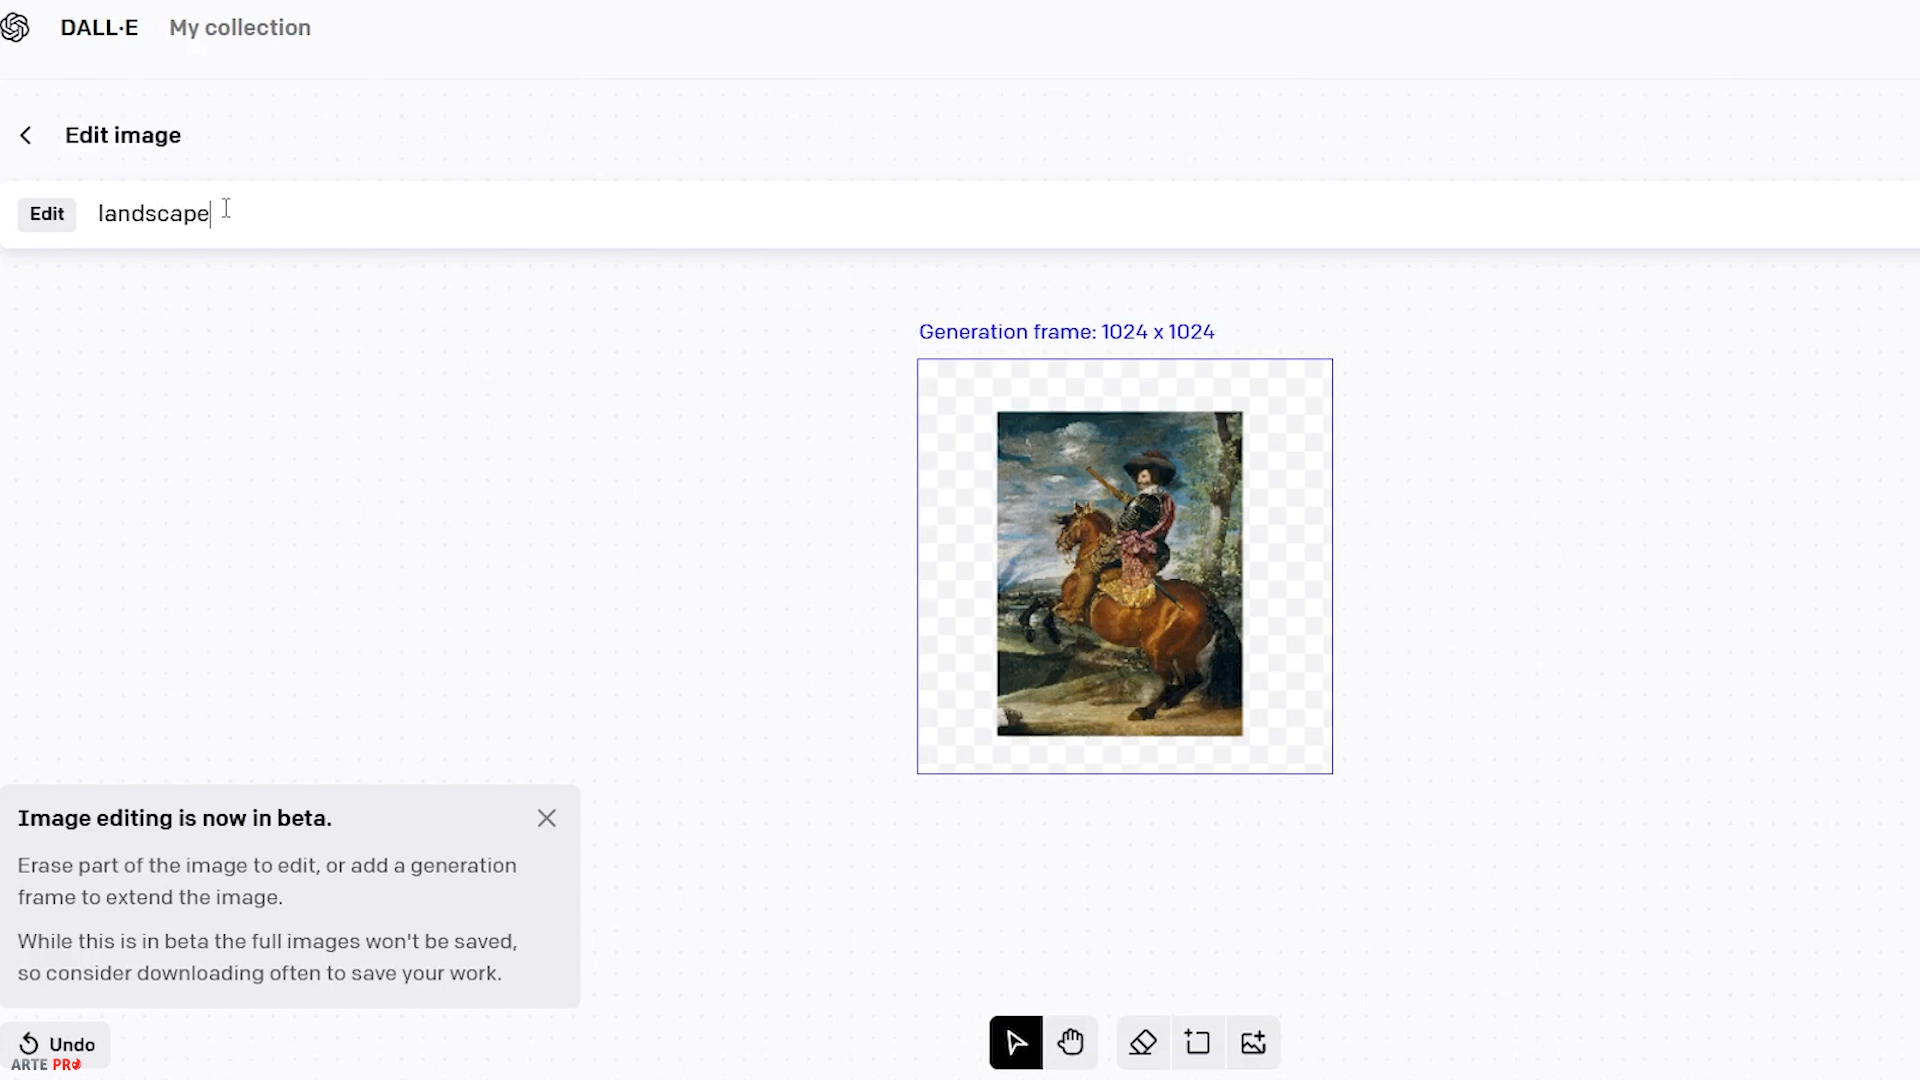 DALL·E My collection
Edit image
Edit landscape
Generation frame: 1024 x 1024
Image editing is now in beta.
Erase part of the image to edit, or add a generation
frame to extend the image.
While this is in beta the full images won't be saved,
so consider downloading often to save your work.
Undo
ARTE PRO